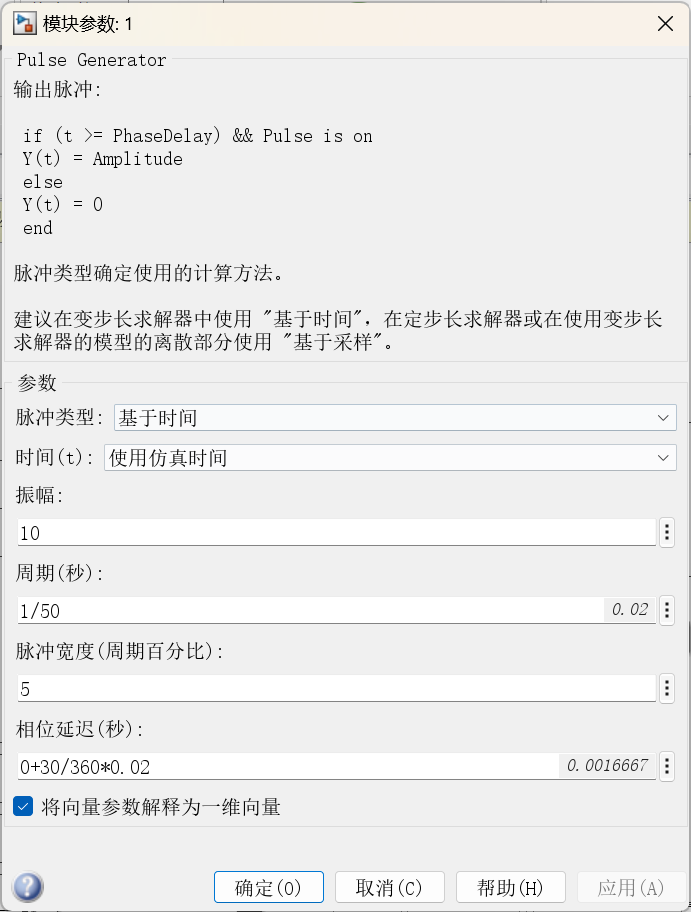 模块参数: 1
Pulse Generator
输出脉冲:
if (t >= PhaseDelay) && Pulse is on
Y(t) = Amplitude
else
Y(t) = 0
end
脉冲类型确定使用的计算方法。
建议在变步长求解器中使用 "基于时间"，在定步长求解器或在使用变步长
求解器的模型的离散部分使用 "基于采样"。
参数
脉冲类型: 基于时间
时间(t): 使用仿真时间
振幅:
10
周期(秒):
1/50 0.02
脉冲宽度(周期百分比):
5
相位延迟(秒):
0+30/360*0.02 0.0016667
将向量参数解释为一维向量
确定(O) 取消(C) 帮助(H) 应用(A)